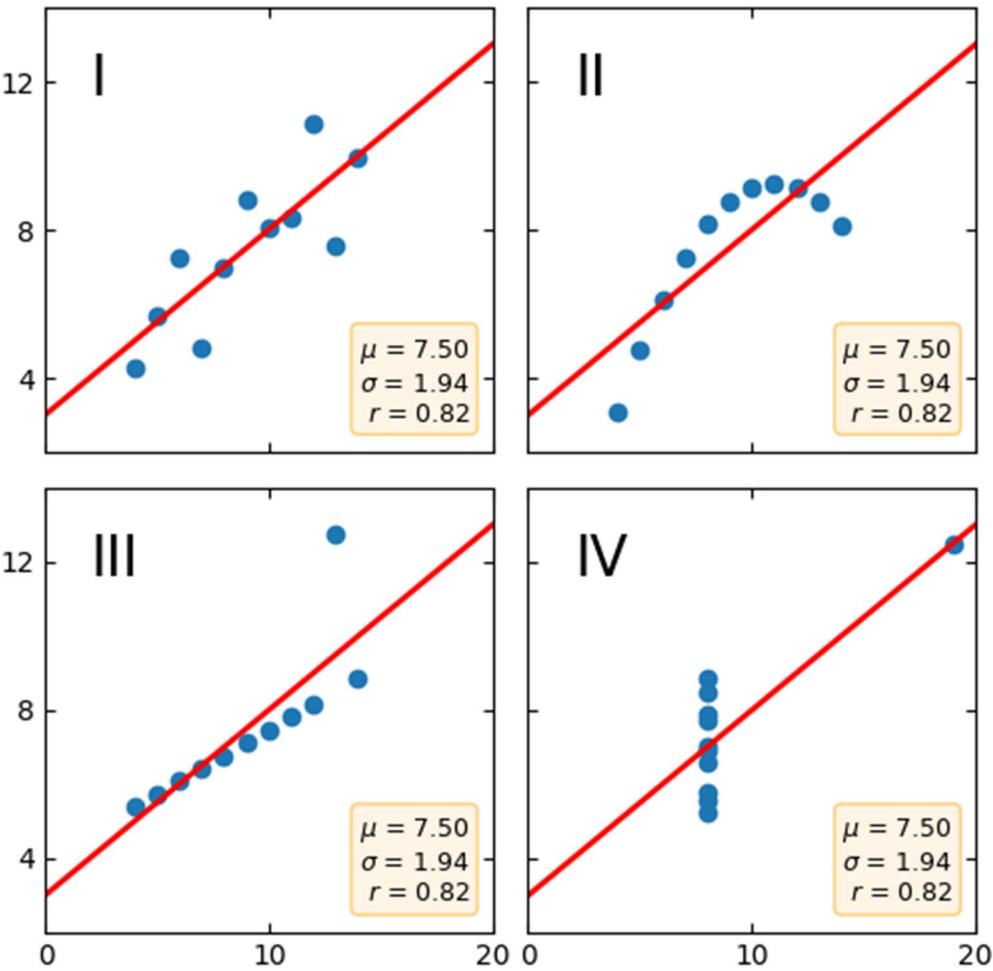 I
II
12
8
4
μ = 7.50
σ = 1.94
r = 0.82
μ = 7.50
σ = 1.94
r = 0.82
III
IV
12
8
4
μ = 7.50
σ = 1.94
r = 0.82
μ = 7.50
σ = 1.94
r = 0.82
0
10
20
0
10
20